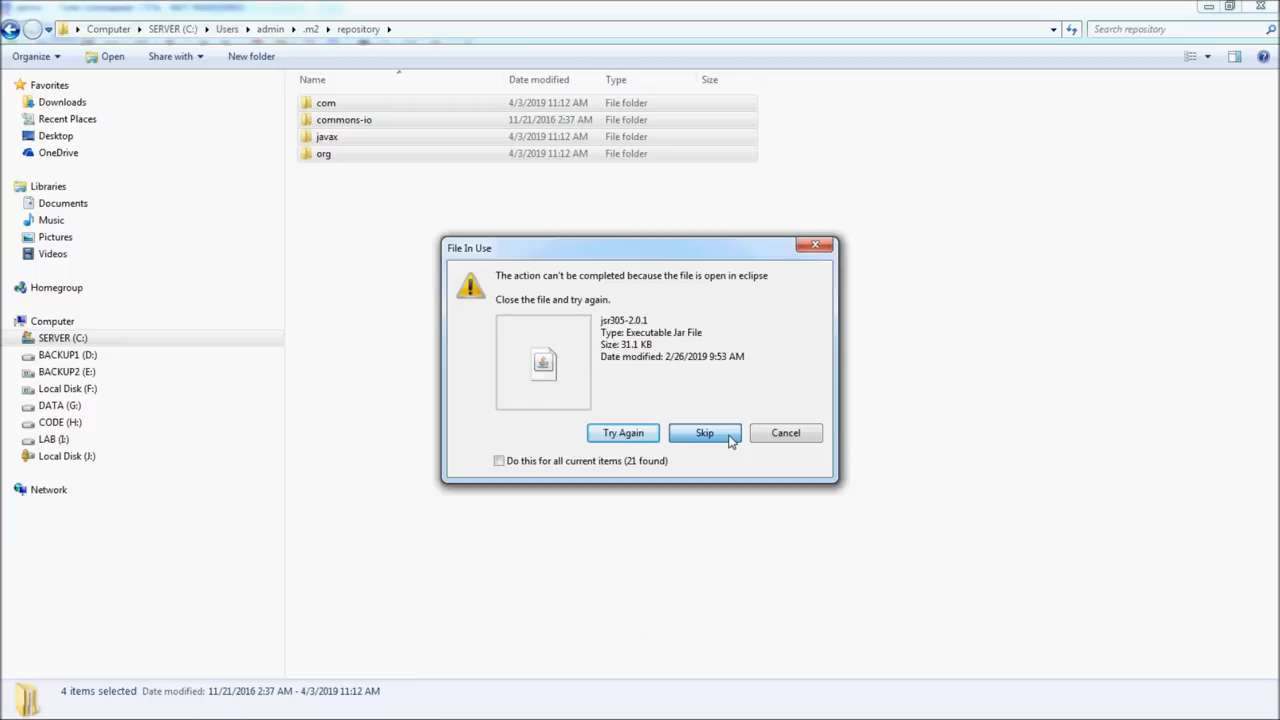 Computer ▸ SERVER (C:) ▸ Users ▸ admin ▸ .m2 ▸ repository ▸
Search repository
Organize Open Share with New folder
Name Date modified Type Size
com 4/3/2019 11:12 AM File folder
commons-io 11/21/2016 2:37 AM File folder
javax 4/3/2019 11:12 AM File folder
org 4/3/2019 11:12 AM File folder
Favorites
Downloads
Recent Places
Desktop
OneDrive
Libraries
Documents
Music
Pictures
Videos
Homegroup
Computer
SERVER (C:)
BACKUP1 (D:)
BACKUP2 (E:)
Local Disk (F:)
DATA (G:)
CODE (H:)
LAB (I:)
Local Disk (J:)
Network
File In Use
The action can't be completed because the file is open in eclipse
Close the file and try again.
jsr305-2.0.1
Type: Executable Jar File
Size: 31.1 KB
Date modified: 2/26/2019 9:53 AM
Try Again Skip Cancel
Do this for all current items (21 found)
4 items selected Date modified: 11/21/2016 2:37 AM - 4/3/2019 11:12 AM